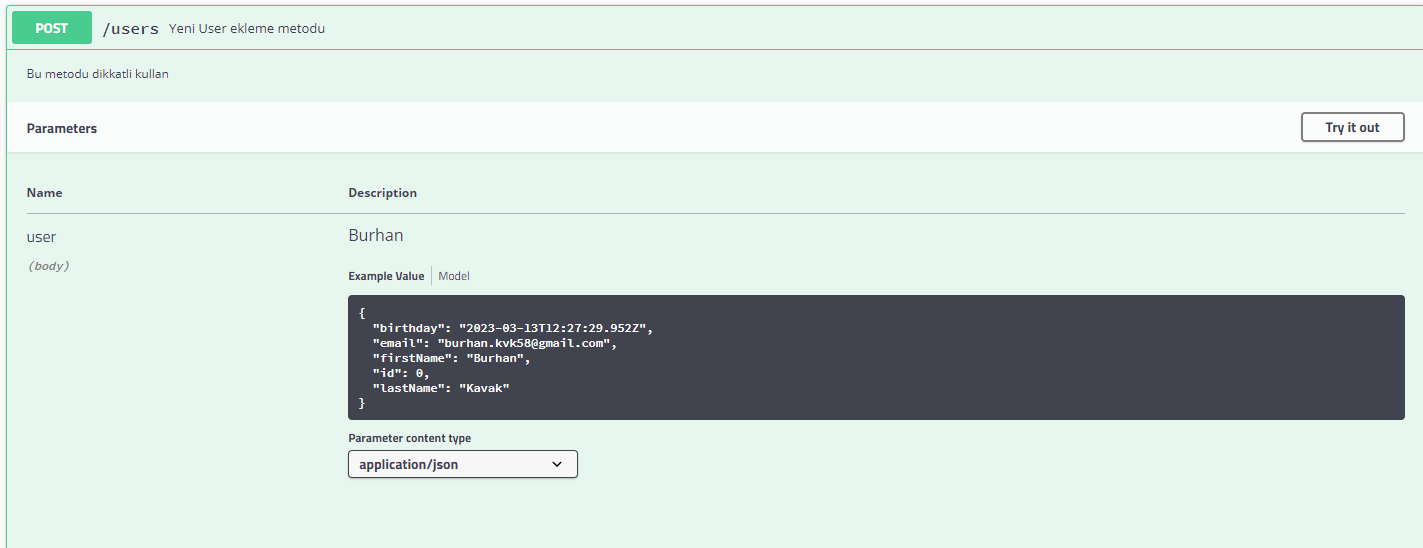 POST /users Yeni User ekleme metodu
Bu metodu dikkatli kullan
Parameters Try it out
Name Description
user Burhan
(body)
Example Value Model
{
"birthday": "2023-03-13T12:27:29.952Z",
"email": "burhan.kvk58@gmail.com",
"firstName": "Burhan",
"id": 0,
"lastName": "Kavak"
}
Parameter content type
application/json